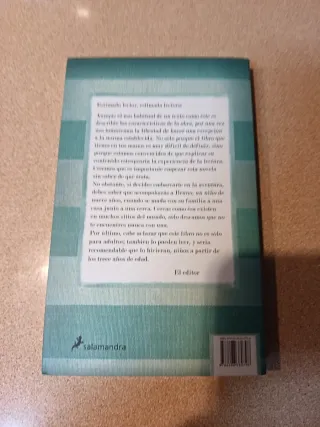 Estimado lector, estimada lectora:
Aunque el uso habitual de un texto como este es
describir las características de la obra, por una vez
nos tomaremos la libertad de hacer una excepción
a la norma establecida. No sólo porque el libro que
tienes en tus manos es muy difícil de definir, sino
porque estamos convencidos de que explicar su
contenido estropearía la experiencia de la lectura.
Creemos que es importante empezar esta novela
sin saber de qué trata.
No obstante, si decides embarcarte en la aventura,
debes saber que acompañarás a Bruno, un niño de
nueve años, cuando se muda con su familia a una
casa junto a una cerca. Cercas como ésa existen
en muchos sitios del mundo, sólo deseamos que no
te encuentres nunca con una.
Por último, cabe aclarar que este libro no es sólo
para adultos; también lo pueden leer, y sería
recomendable que lo hicieran, niños a partir de
los trece años de edad.
El editor
salamandra